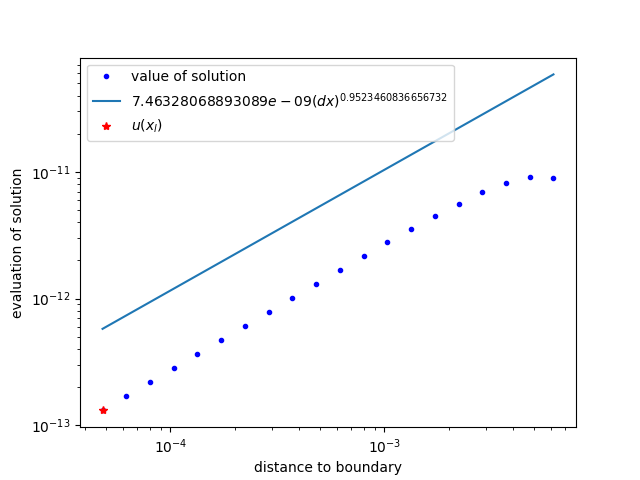 value of solution
7.46328068893089e − 09(dx)^0.9523460836656732
u(x_l)
10^−11
10^−12
10^−13
evaluation of solution
10^−4
10^−3
distance to boundary